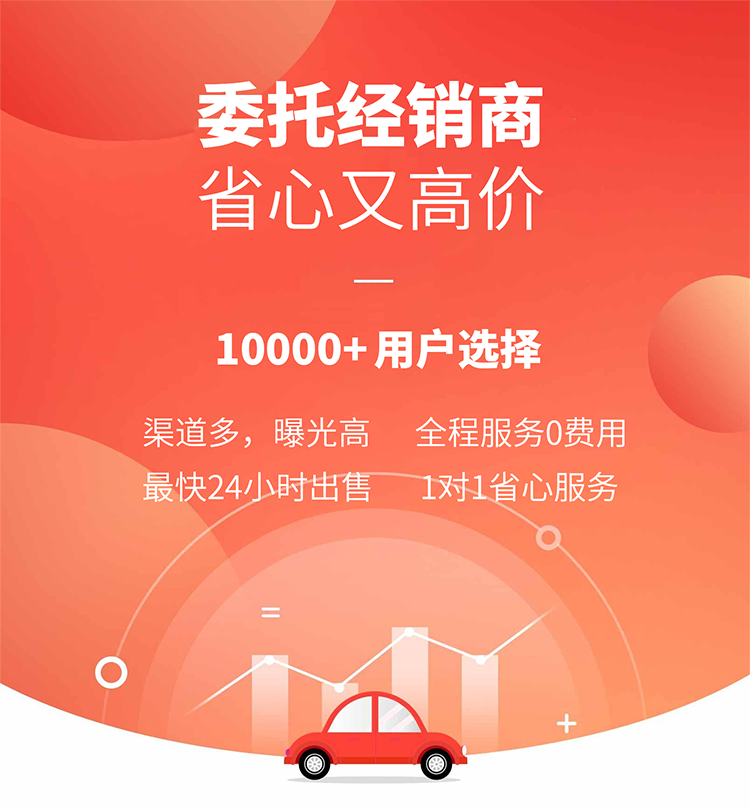 委托经销商
省心又高价
10000+用户选择
渠道多，曝光高 全程服务0费用
最快24小时出售 1对1省心服务